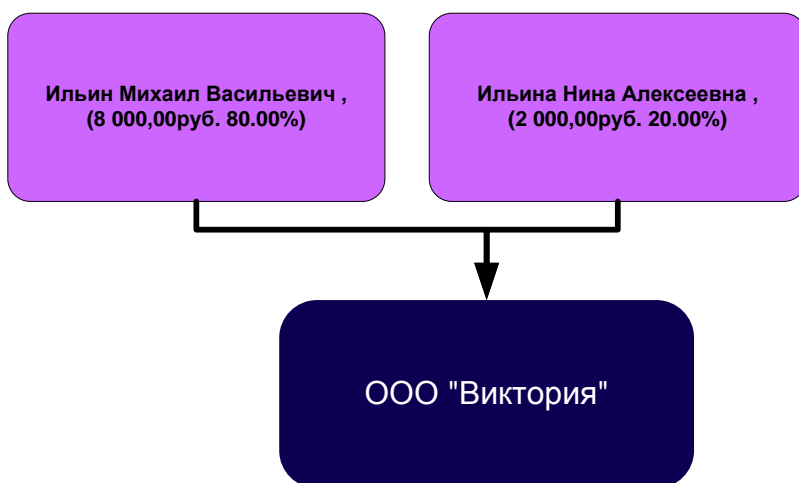 Ильин Михаил Васильевич ,
(8 000,00руб. 80.00%)
Ильина Нина Алексеевна ,
(2 000,00руб. 20.00%)
ООО "Виктория"